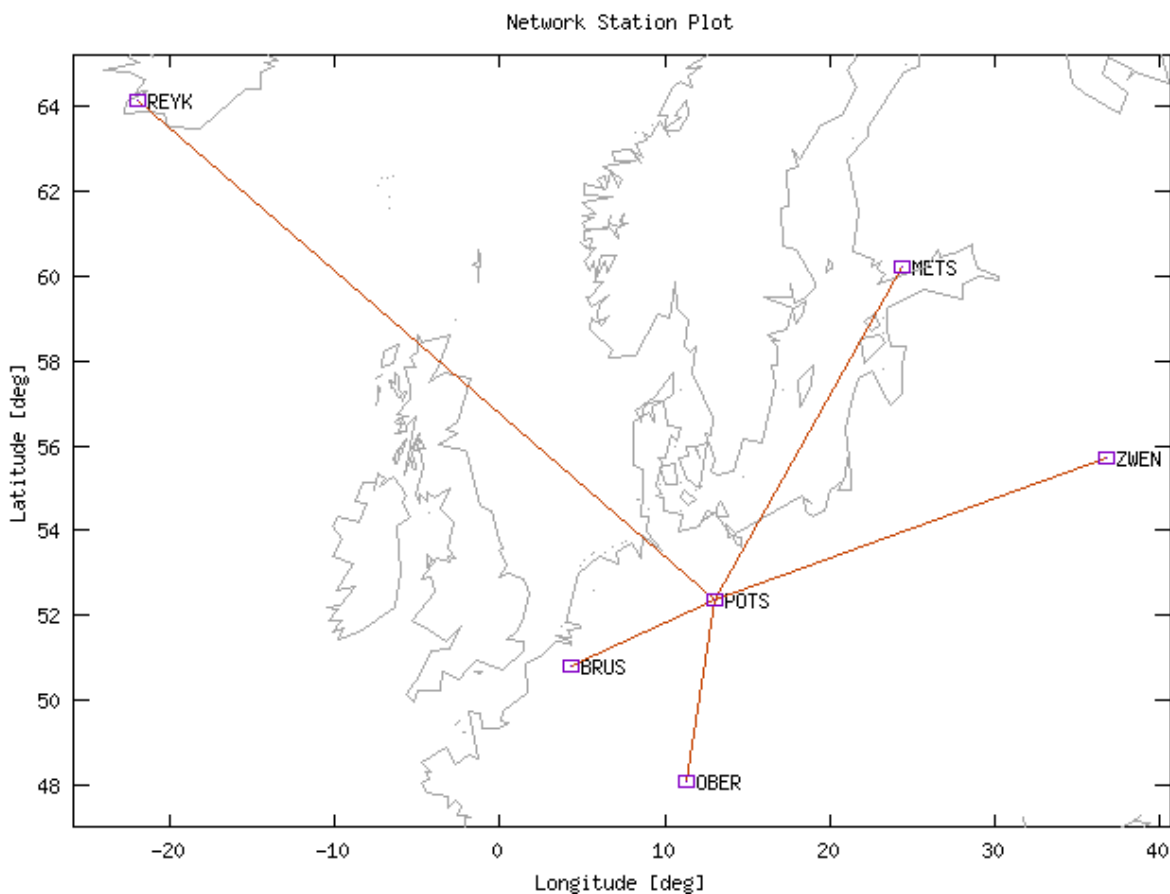 Network Station Plot
64
REYK
62
60
METS
58
56
ZWEN
54
52
POTS
BRUS
50
48
OBER
Latitude [deg]
-20
-10
0
10
20
30
40
Longitude [deg]